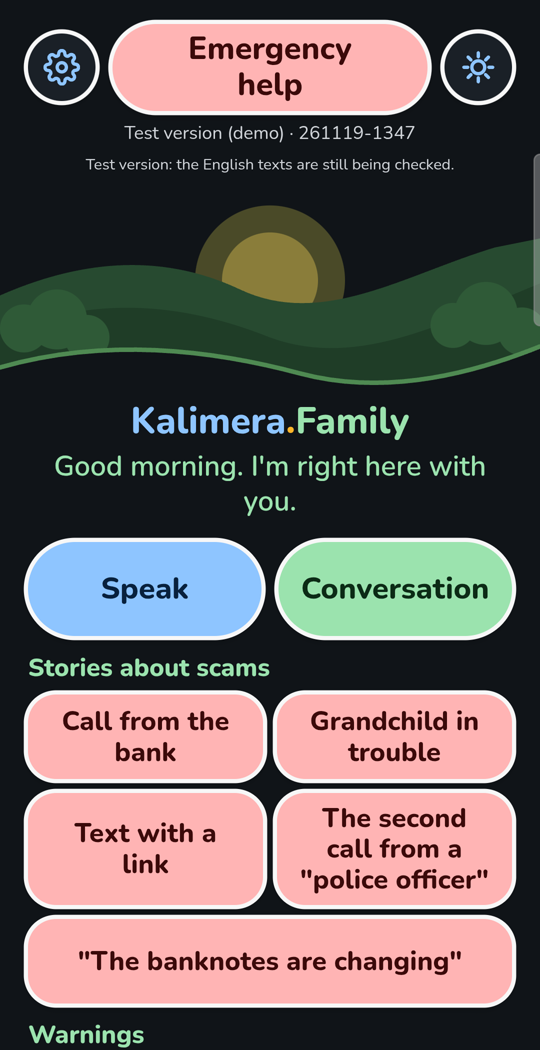 Emergency
help
Test version (demo) · 261119-1347
Test version: the English texts are still being checked.
Kalimera.Family
Good morning. I'm right here with
you.
Speak
Conversation
Stories about scams
Call from the
bank
Grandchild in
trouble
Text with a
link
The second
call from a
"police officer"
"The banknotes are changing"
Warnings